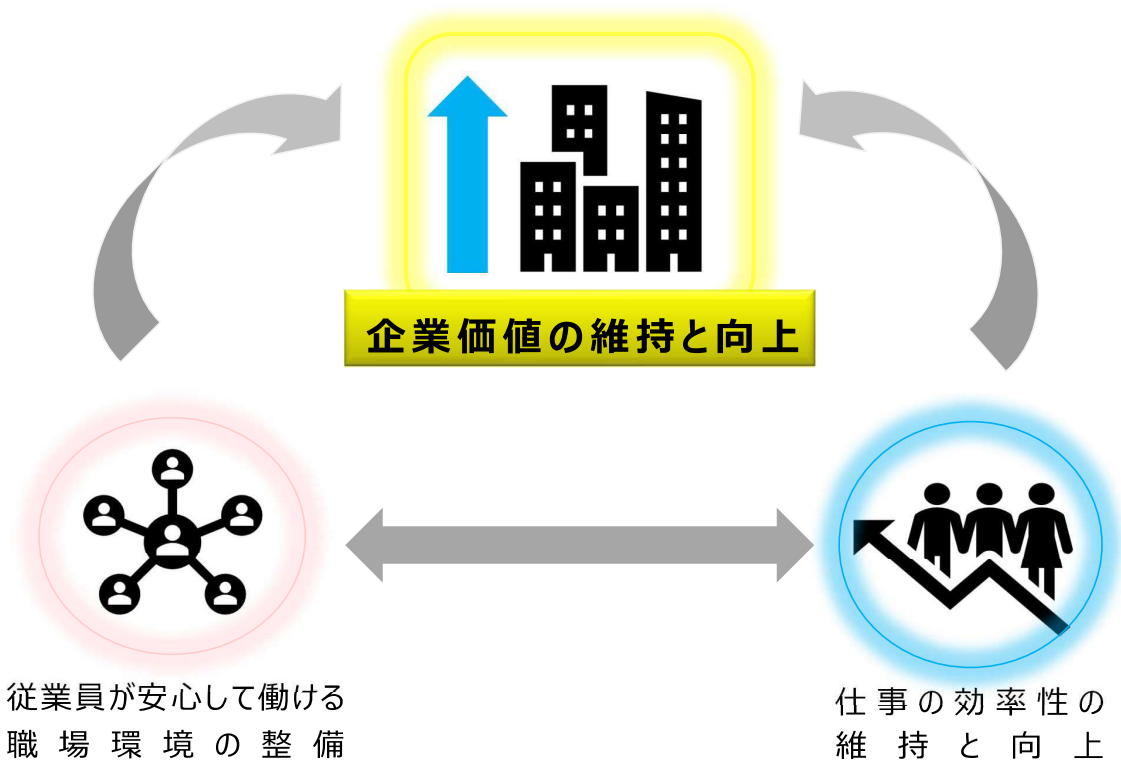 企業価値の維持と向上
従業員が安心して働ける
職場環境の整備
仕事の効率性の
維持と向上